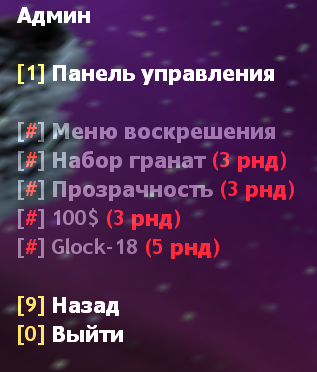 Админ
[1] Панель управления
[#] Меню воскрешения
[#] Набор гранат (3 рнд)
[#] Прозрачность (3 рнд)
[#] 100$ (3 рнд)
[#] Glock-18 (5 рнд)
[9] Назад
[0] Выйти